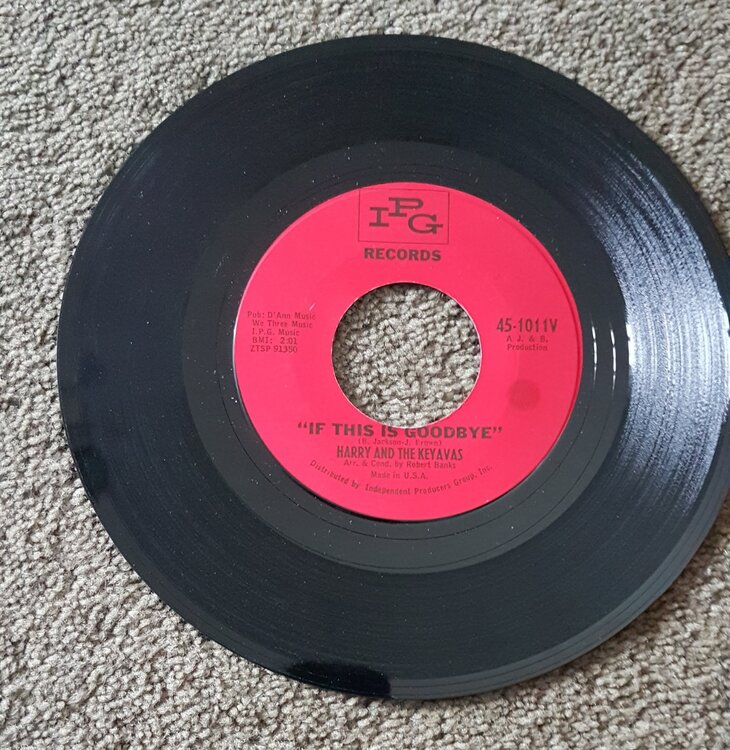 IPG
RECORDS
Pub: D'Ann Music
We Three Music
I.P.G. Music
BMI: 2:01
ZTSP 91350
45-1011V
A J. & B.
Production
"IF THIS IS GOODBYE"
(B. Jackson-J. Brown)
HARRY AND THE KEYAVAS
Arr. & Cond. by Robert Banks
Made in U.S.A.
Distributed by Independent Producers Group, Inc.